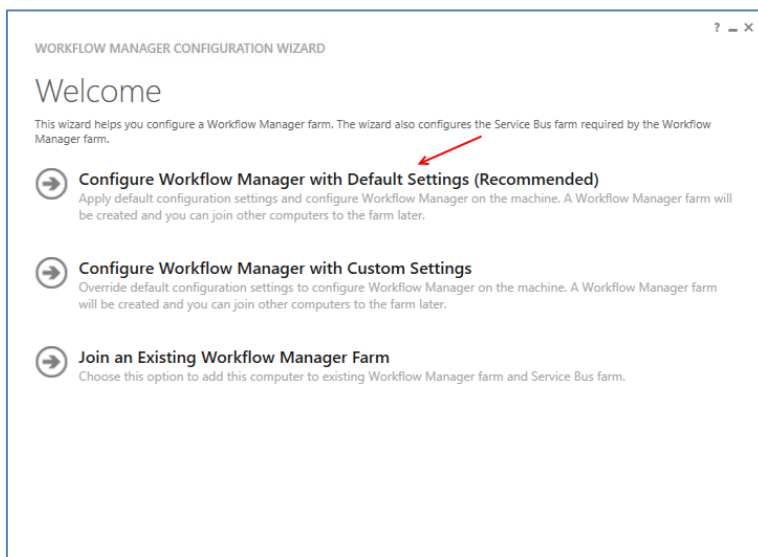 ? _ ×
WORKFLOW MANAGER CONFIGURATION WIZARD
Welcome
This wizard helps you configure a Workflow Manager farm. The wizard also configures the Service Bus farm required by the Workflow
Manager farm.
Configure Workflow Manager with Default Settings (Recommended)
Apply default configuration settings and configure Workflow Manager on the machine. A Workflow Manager farm will
be created and you can join other computers to the farm later.
Configure Workflow Manager with Custom Settings
Override default configuration settings to configure Workflow Manager on the machine. A Workflow Manager farm
will be created and you can join other computers to the farm later.
Join an Existing Workflow Manager Farm
Choose this option to add this computer to existing Workflow Manager farm and Service Bus farm.